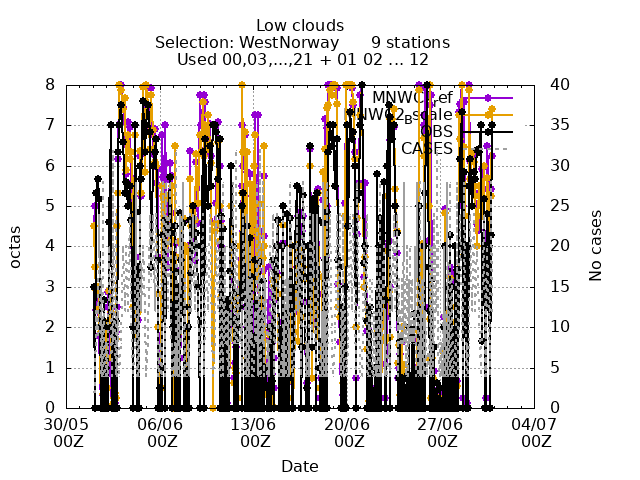 Low clouds
Selection: WestNorway 9 stations
Used 00,03,...,21 + 01 02 ... 12
8 40
7 35
6 30
5 25
4 20
3 15
2 10
1 5
0 0
OBS
CASES
octas
No cases
30/05 06/06 13/06 20/06 27/06 04/07
00Z 00Z 00Z 00Z 00Z 00Z
Date